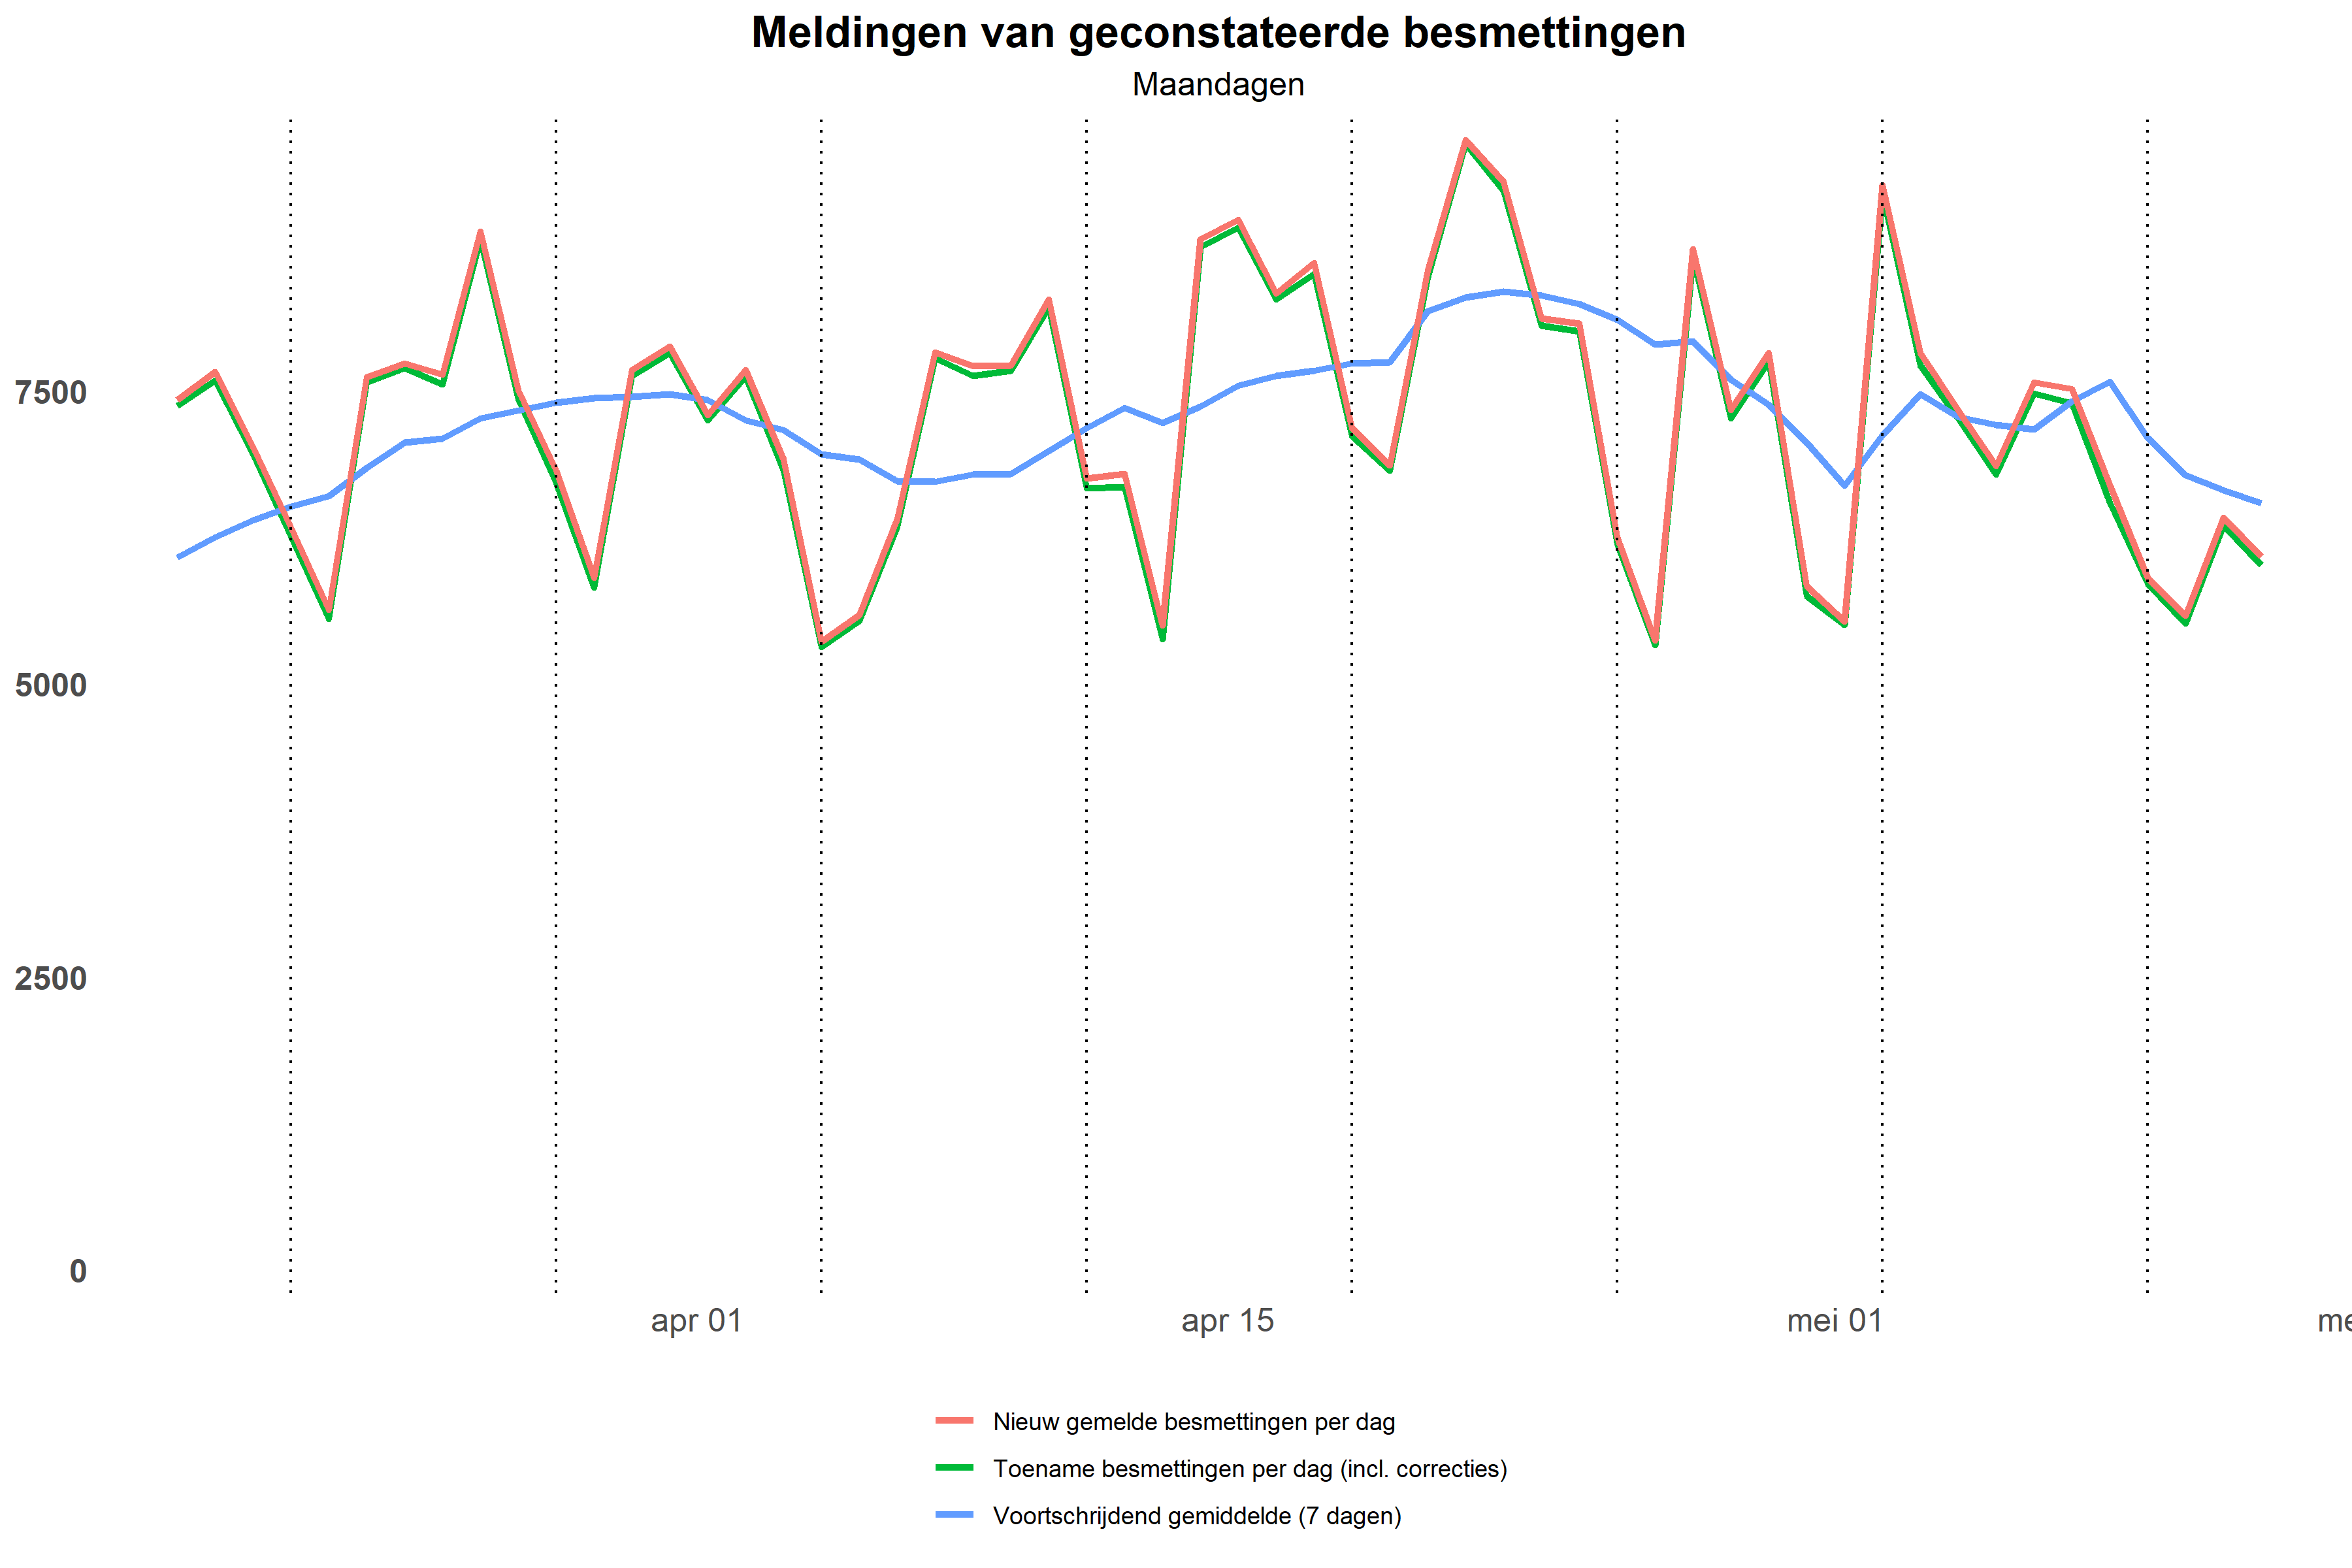 Meldingen van geconstateerde besmettingen
Maandagen
7500
5000
2500
0
apr 01
apr 15
mei 01
Nieuw gemelde besmettingen per dag
Toename besmettingen per dag (incl. correcties)
Voortschrijdend gemiddelde (7 dagen)